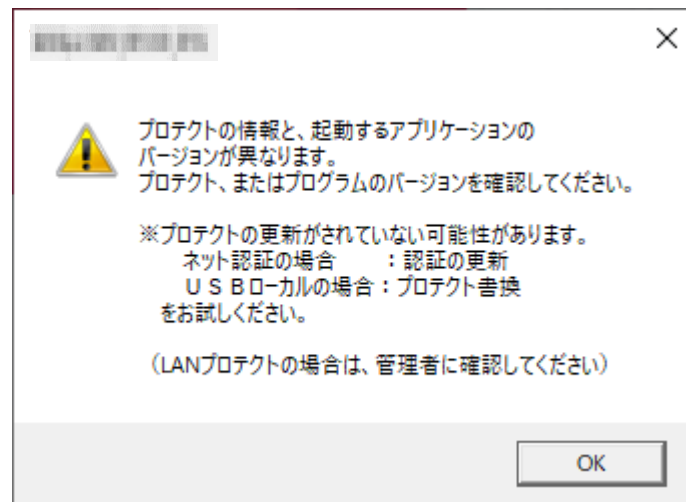 プロテクトの情報と、起動するアプリケーションの
バージョンが異なります。
プロテクト、またはプログラムのバージョンを確認してください。
※プロテクトの更新がされていない可能性があります。
ネット認証の場合　　：認証の更新
ＵＳＢローカルの場合：プロテクト書換
をお試しください。
（LANプロテクトの場合は、管理者に確認してください）
OK